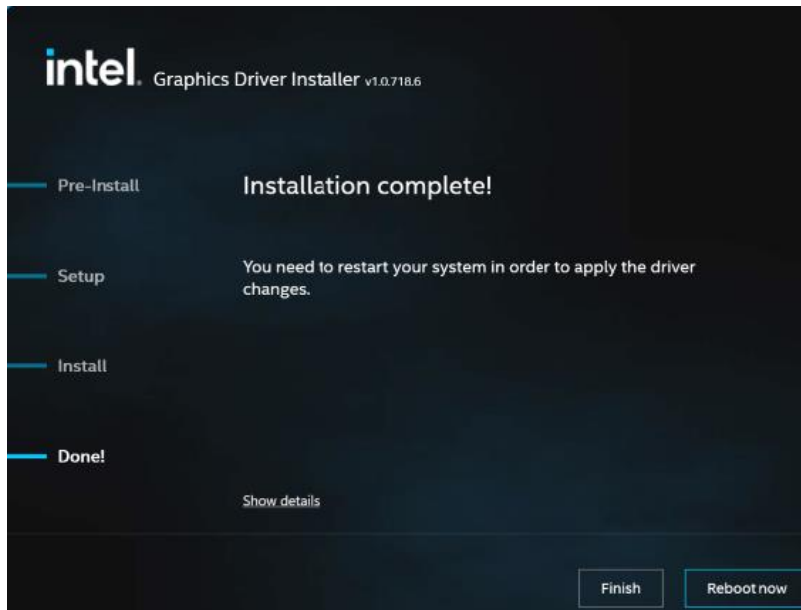 intel. Graphics Driver Installer v1.0.718.6
Pre-Install
Installation complete!
Setup
You need to restart your system in order to apply the driver
changes.
Install
Done!
Show details
Finish
Reboot now